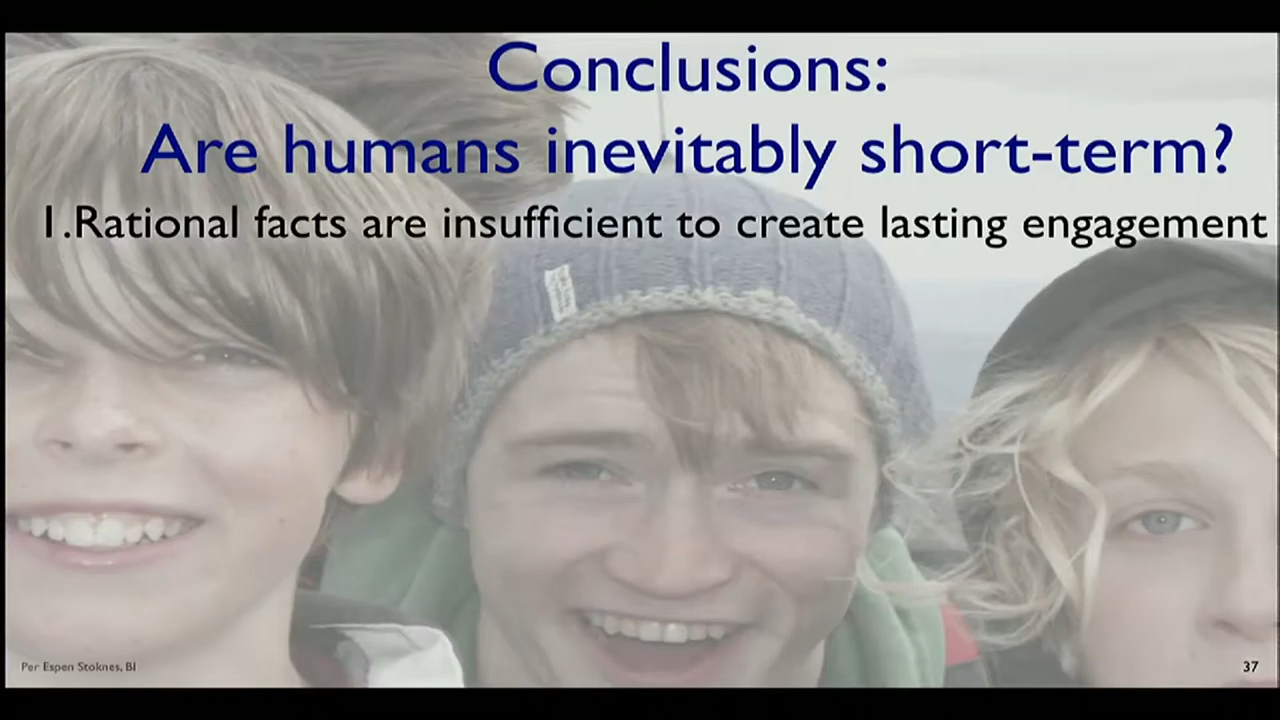 Conclusions:
Are humans inevitably short-term?
1.Rational facts are insufficient to create lasting engagement
Per Espen Stoknes, BI
37